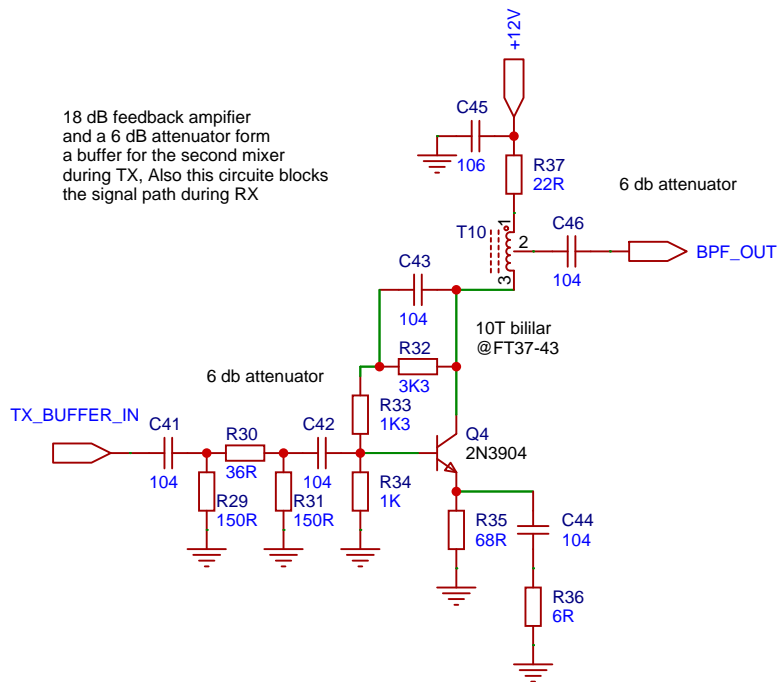 +12V
18 dB feedback ampifier
and a 6 dB attenuator form
a buffer for the second mixer
during TX, Also this circuite blocks
the signal path during RX
C45
106
R37
22R
6 db attenuator
T10
1
2
3
C46
104
BPF_OUT
C43
104
10T bililar
@FT37-43
R32
3K3
6 db attenuator
R33
1K3
TX_BUFFER_IN
C41
104
R30
36R
C42
104
Q4
2N3904
R29
150R
R31
150R
R34
1K
R35
68R
C44
104
R36
6R